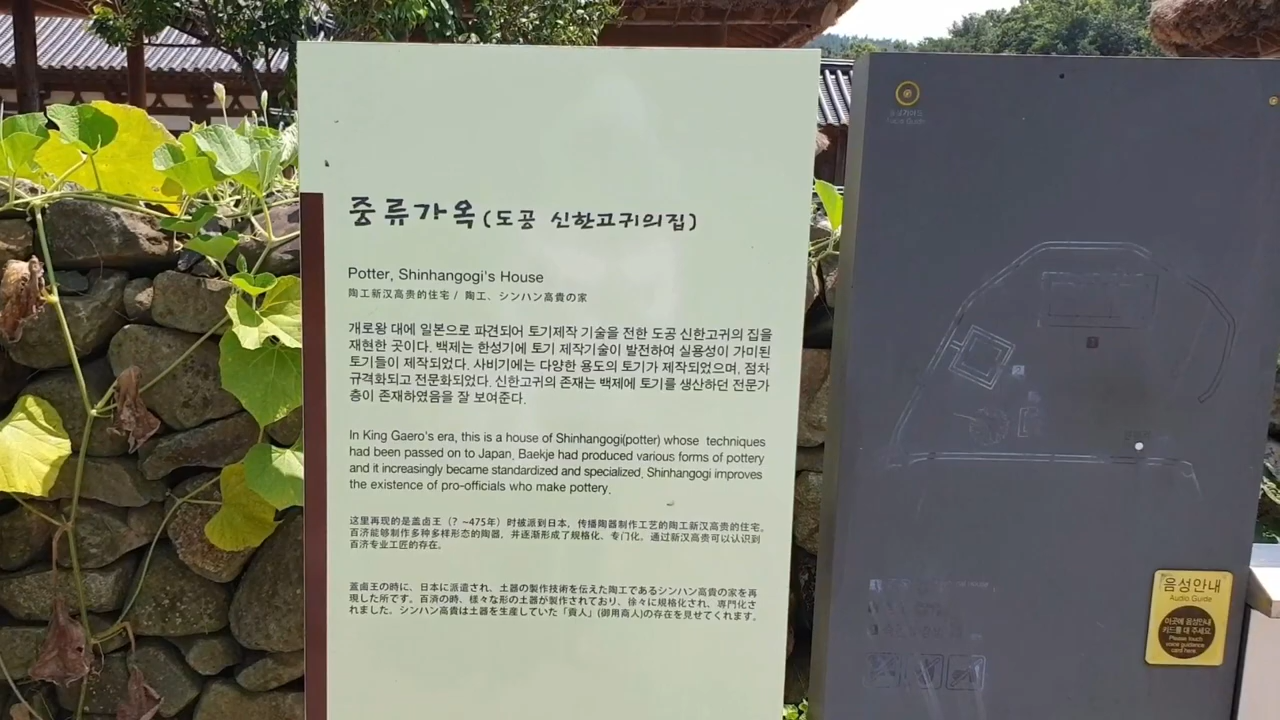 중류가옥(도공 신한고귀의집)
Potter, Shinhangogi's House
陶工新汉高贵的住宅 / 陶工、シンハン高貴の家
개로왕 대에 일본으로 파견되어 토기제작 기술을 전한 도공 신한고귀의 집을
재현한 곳이다. 백제는 한성기에 토기 제작기술이 발전하여 실용성이 가미된
토기들이 제작되었다. 사비기에는 다양한 용도의 토기가 제작되었으며, 점차
규격화되고 전문화되었다. 신한고귀의 존재는 백제에 토기를 생산하던 전문가
층이 존재하였음을 잘 보여준다.
In King Gaero's era, this is a house of Shinhangogi(potter) whose techniques
had been passed on to Japan. Baekje had produced various forms of pottery
and it increasingly became standardized and specialized. Shinhangogi improves
the existence of pro-officials who make pottery.
这里再现的是盖卤王（? ~475年）时被派到日本，传播陶器制作工艺的陶工新汉高贵的住宅。
百济能够制作多种多样形态的陶器，并逐渐形成了规格化、专门化。通过新汉高贵可以认识到
百济专业工匠的存在。
蓋鹵王の時に、日本に派遣され、土器の製作技術を伝えた陶工であるシンハン高貴の家を再
現した所です。百済の時、様々な形の土器が製作されており、徐々に規格化され、専門化さ
れました。シンハン高貴は土器を生産していた「貢人」(御用商人)の存在を見せてくれます。
음성안내
Audio Guide
이곳에 음성안내
카드를 대 주세요
Please touch
voice guidance
card here.